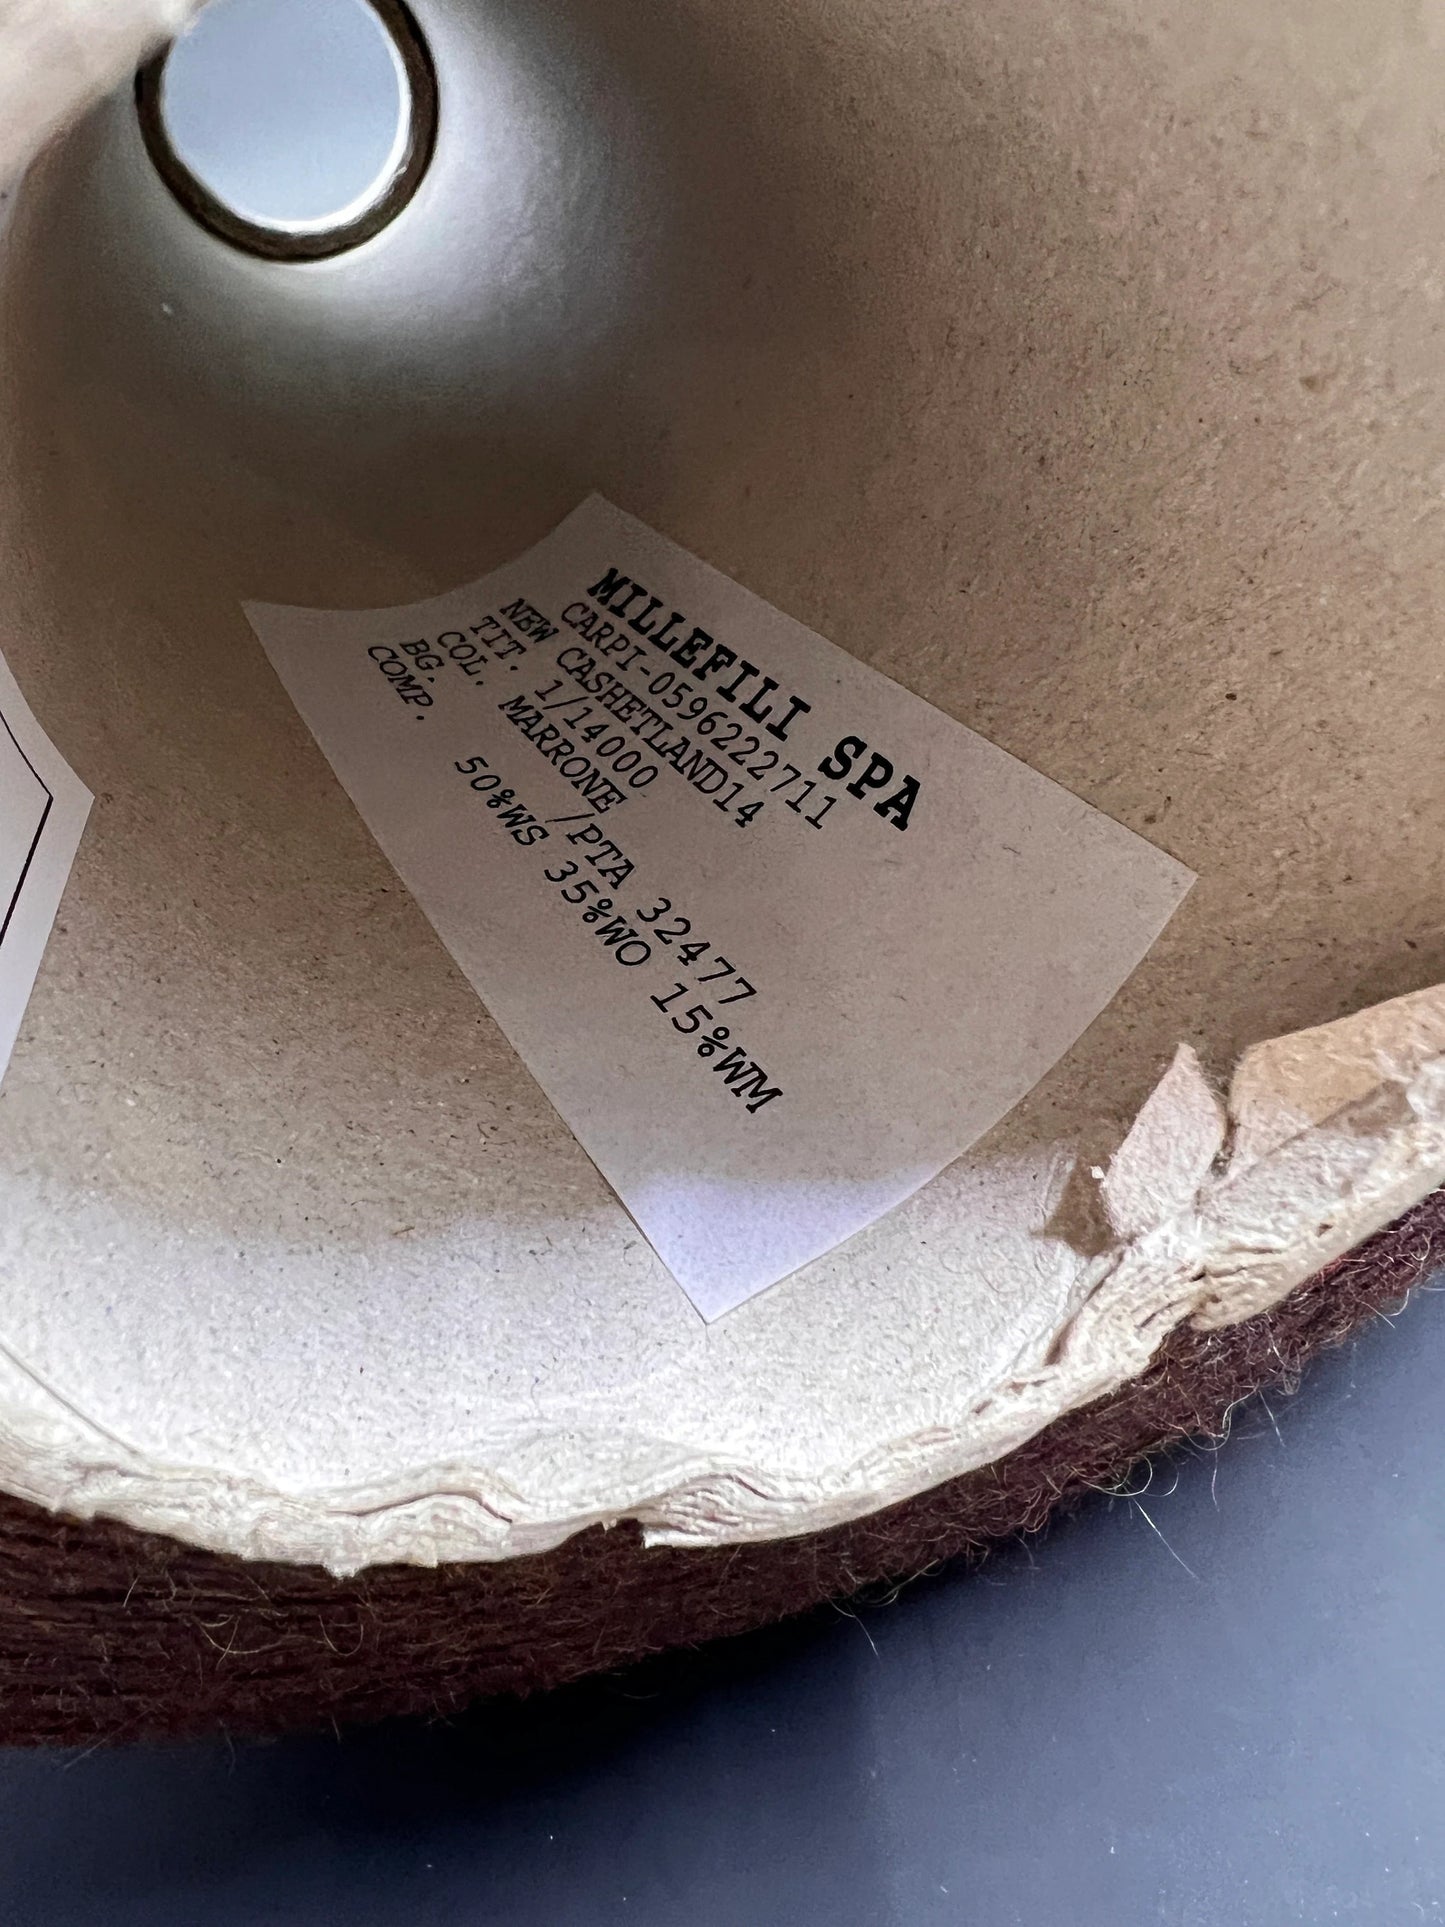 MILLEFILI SPA
CARPI-0596222711
NEW CASHETLAND14
TIT. 1/14000
COL. MARRONE
BG. /PTA 32477
COMP. 50%WS 35%WO 15%WM